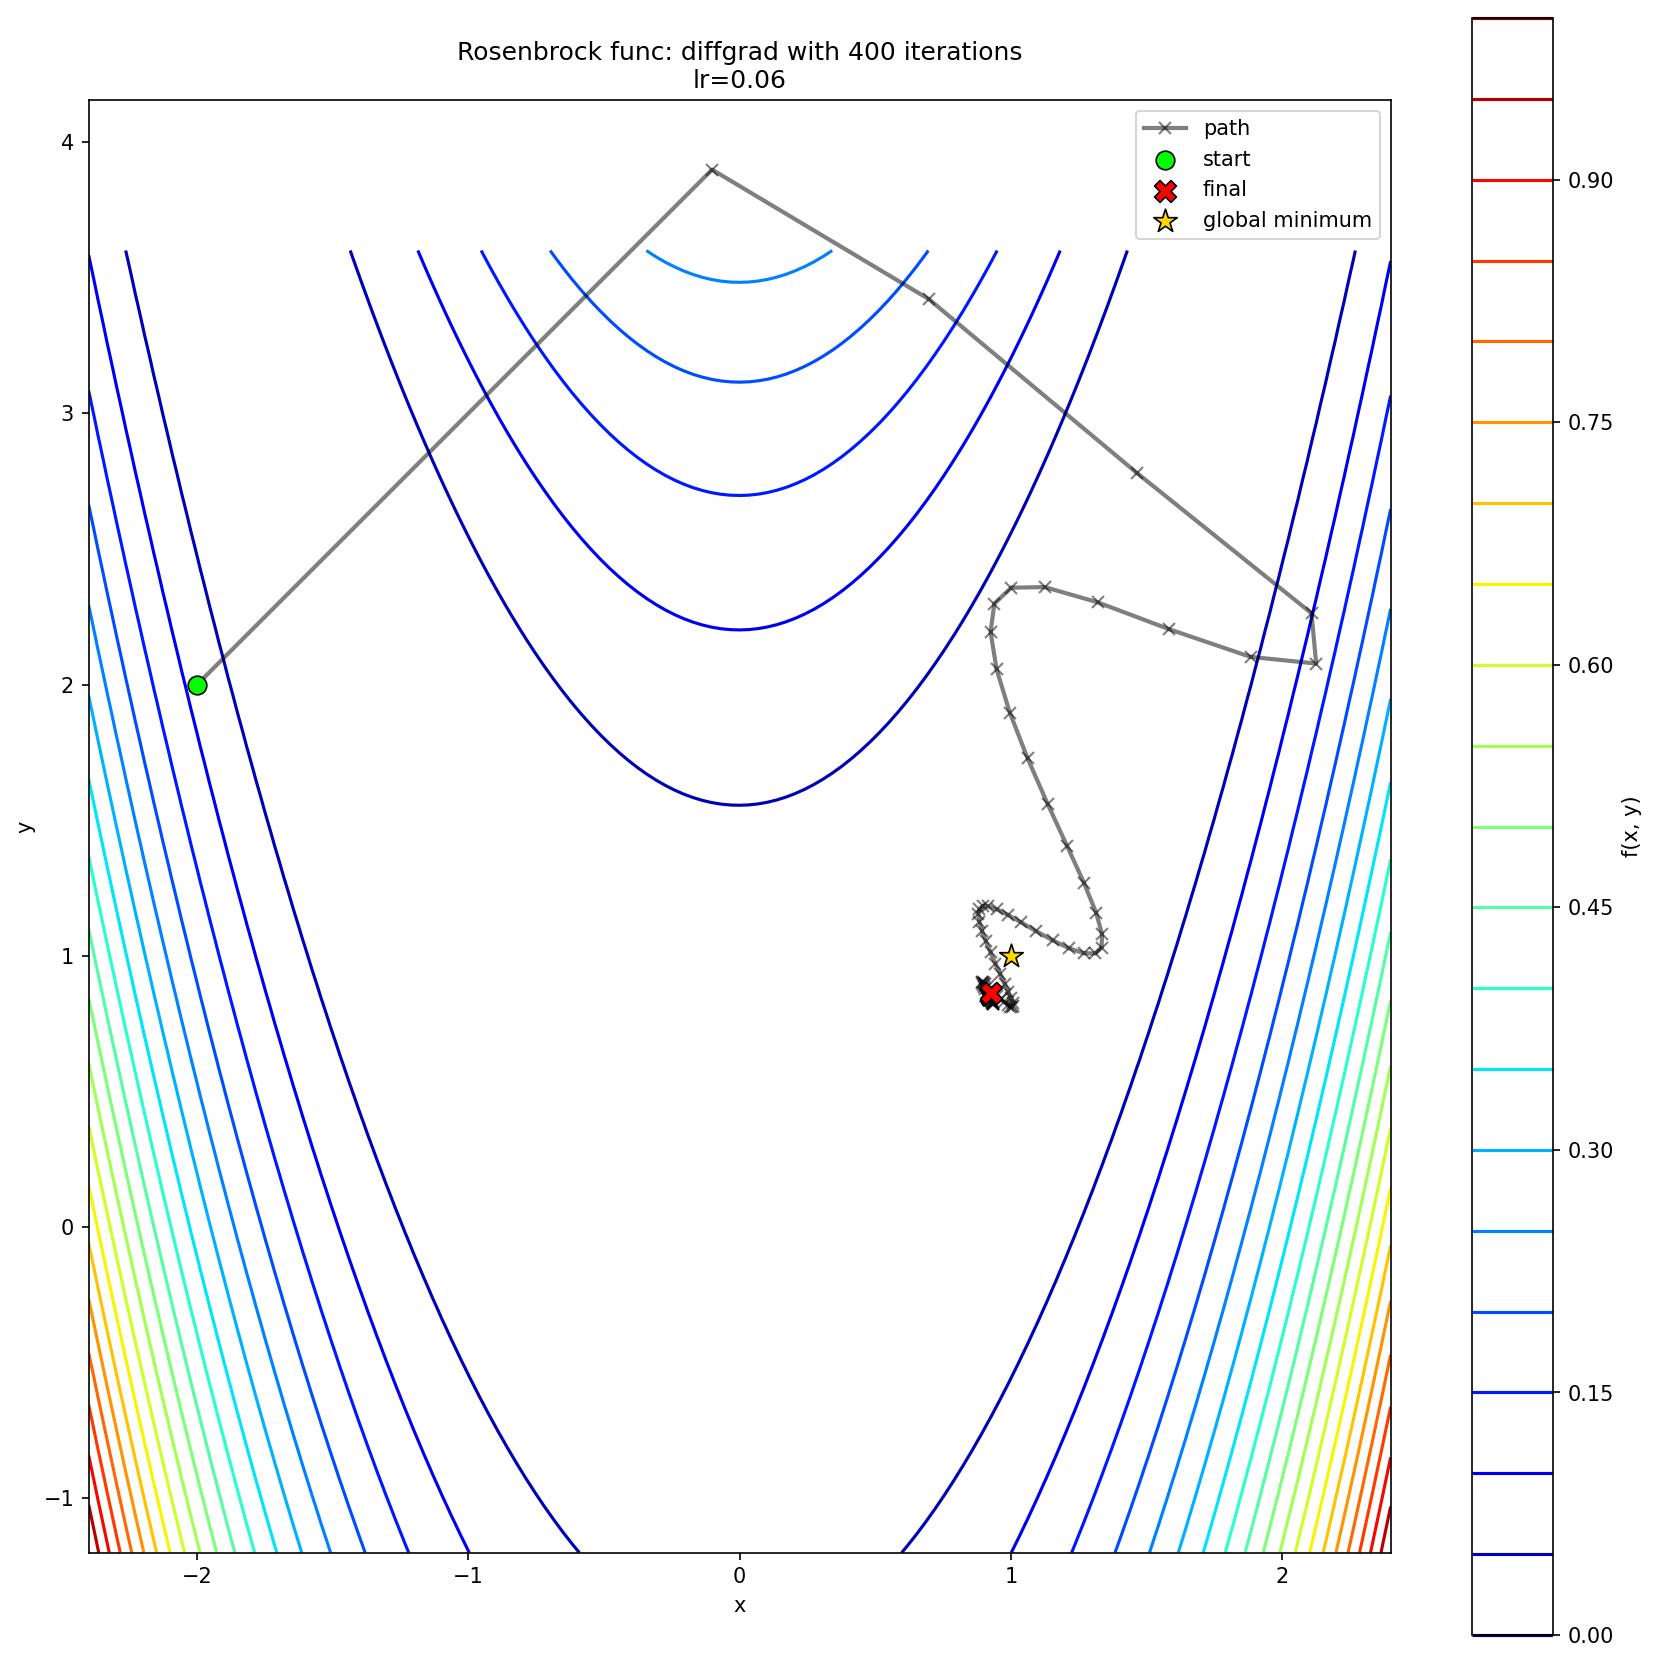 Rosenbrock func: diffgrad with 400 iterations
lr=0.06
path
start
final
global minimum
4
3
2
1
0
−1
y
−2
−1
0
1
2
x
0.90
0.75
0.60
0.45
0.30
0.15
0.00
f(x, y)